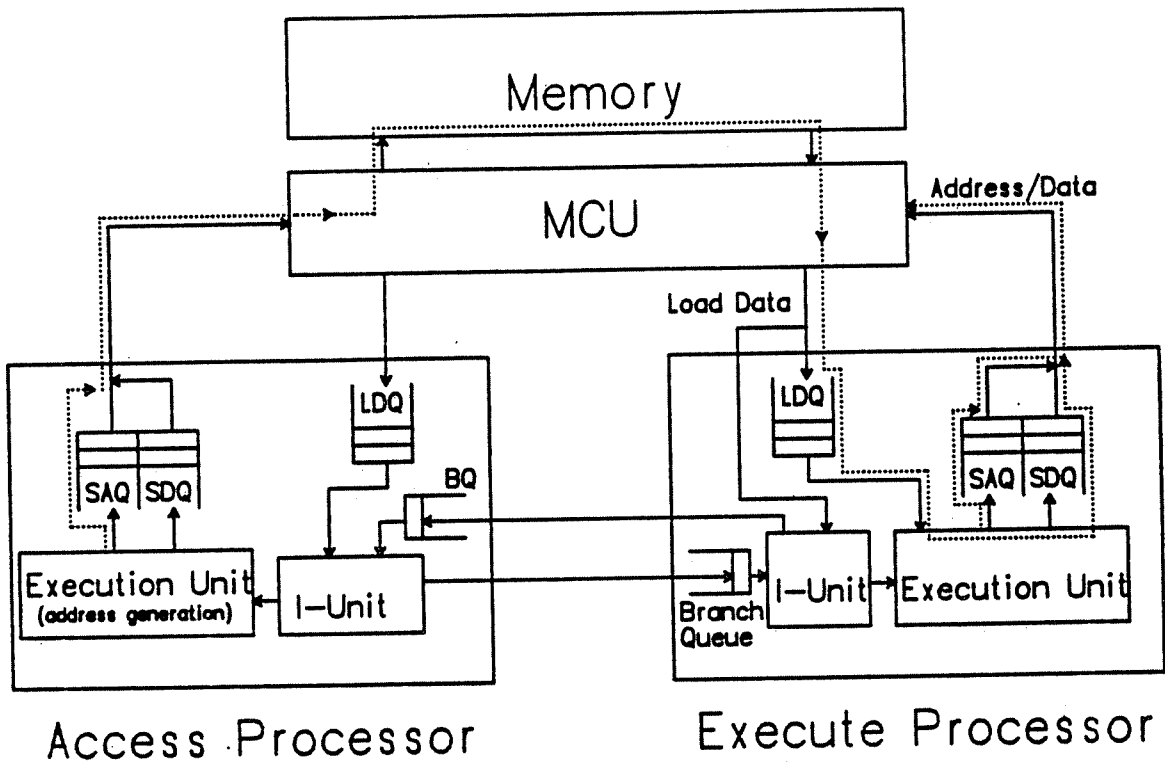 Memory
MCU
Address/Data
Load Data
LDQ
LDQ
SAQ
SDQ
BQ
SAQ
SDQ
Execution Unit
(address generation)
I-Unit
Branch
Queue
I-Unit
Execution Unit
Access Processor
Execute Processor